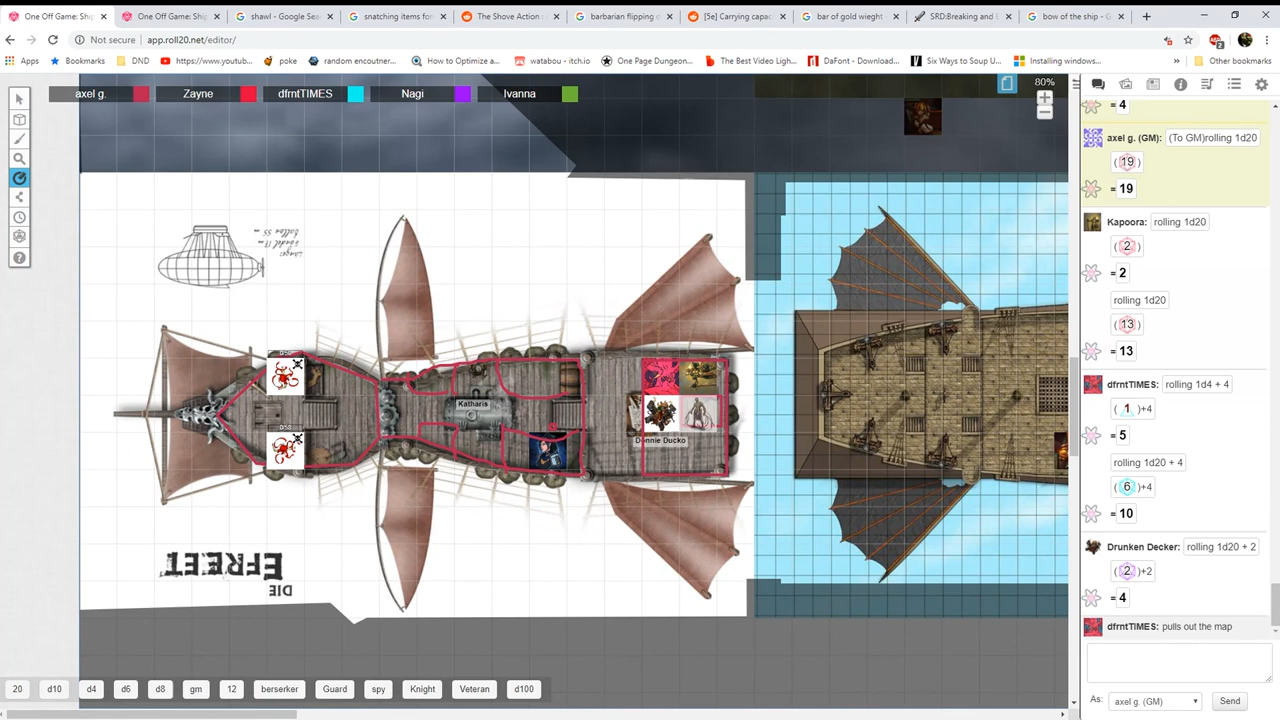 One Off Game: Ship
One Off Game: Ship
shawl - Google Sea
snatching items for
The Shove Action :
barbarian flipping o
[5e] Carrying capac
bar of gold wieght
SRD:Breaking and E
bow of the ship - G
Not secure | app.roll20.net/editor/
Apps
Bookmarks
DND
https://www.youtu...
poke
random encoutner...
How to Optimize a...
watabou - itch.io
One Page Dungeon...
The Best Video Ligh...
DaFont - Download...
Six Ways to Soup U...
Installing windows...
»
Other bookmarks
axel g.
Zayne
dfrntTIMES
Nagi
Ivanna
80%
Katharis
Donnie Ducko
EFREET
DIE
20
d10
d4
d6
d8
gm
12
berserker
Guard
spy
Knight
Veteran
d100
= 4
axel g. (GM): (To GM)rolling 1d20
(19)
= 19
Kapoora: rolling 1d20
(2)
= 2
rolling 1d20
(13)
= 13
dfrntTIMES: rolling 1d4 + 4
(1)+4
= 5
rolling 1d20 + 4
(6)+4
= 10
Drunken Decker: rolling 1d20 + 2
(2)+2
= 4
dfrntTIMES: pulls out the map
As: axel g. (GM)
Send